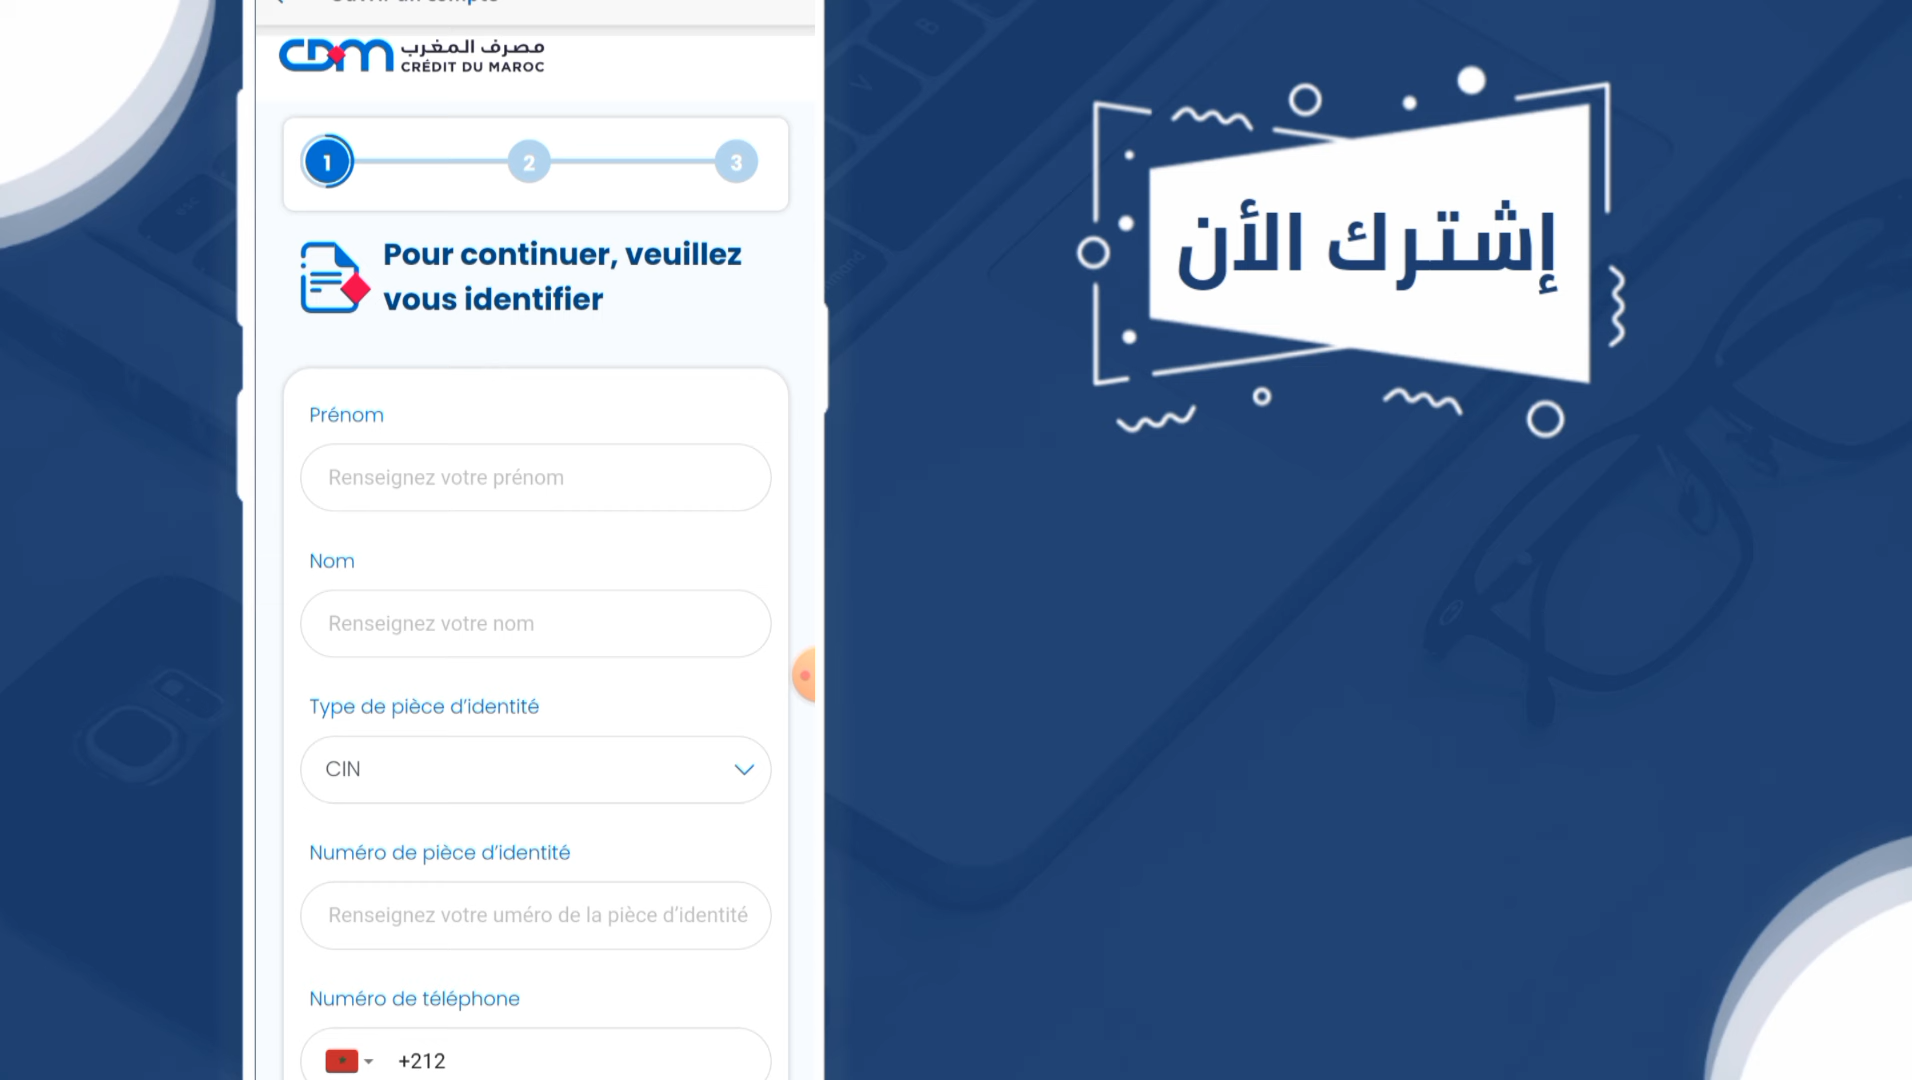 مصرف المغرب
CDM CRÉDIT DU MAROC
1 2 3
Pour continuer, veuillez
vous identifier
Prénom
Renseignez votre prénom
Nom
Renseignez votre nom
Type de pièce d’identité
CIN
Numéro de pièce d’identité
Renseignez votre uméro de la pièce d’identité
Numéro de téléphone
+212
إشترك الأن